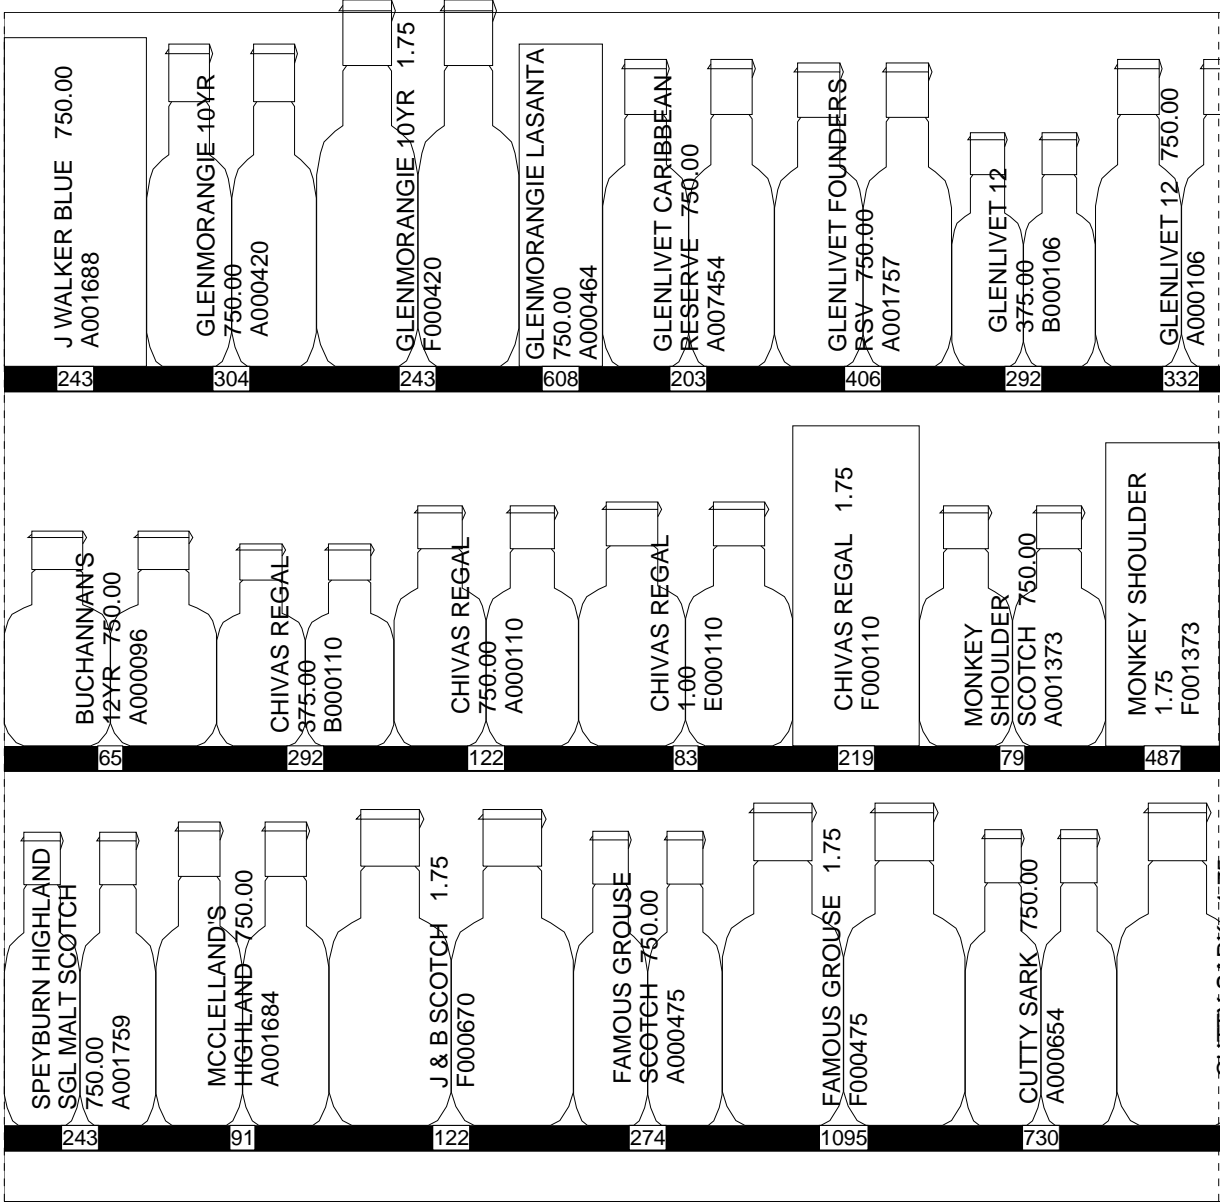 J WALKER BLUE 750.00
A001688
GLENMORANGIE 10YR
750.00
A000420
GLENMORANGIE 10YR 1.75
F000420
GLENMORANGIE LASANTA
750.00
A000464
GLENLIVET CARIBBEAN
RESERVE 750.00
A007454
GLENLIVET FOUNDERS
RSV 750.00
A001757
GLENLIVET 12
375.00
B000106
GLENLIVET 12 750.00
A000106
243
304
243
608
203
406
292
332
BUCHANNAN'S
12YR 750.00
A000096
CHIVAS REGAL
375.00
B000110
CHIVAS REGAL
750.00
A000110
CHIVAS REGAL
1.00
E000110
CHIVAS REGAL 1.75
F000110
MONKEY
SHOULDER
SCOTCH 750.00
A001373
MONKEY SHOULDER
1.75
F001373
65
292
122
83
219
79
487
SPEYBURN HIGHLAND
SGL MALT SCOTCH
750.00
A001759
MCCLELLAND'S
HIGHLAND 750.00
A001684
J & B SCOTCH 1.75
F000670
FAMOUS GROUSE
SCOTCH 750.00
A000475
FAMOUS GROUSE 1.75
F000475
CUTTY SARK 750.00
A000654
243
91
122
274
1095
730